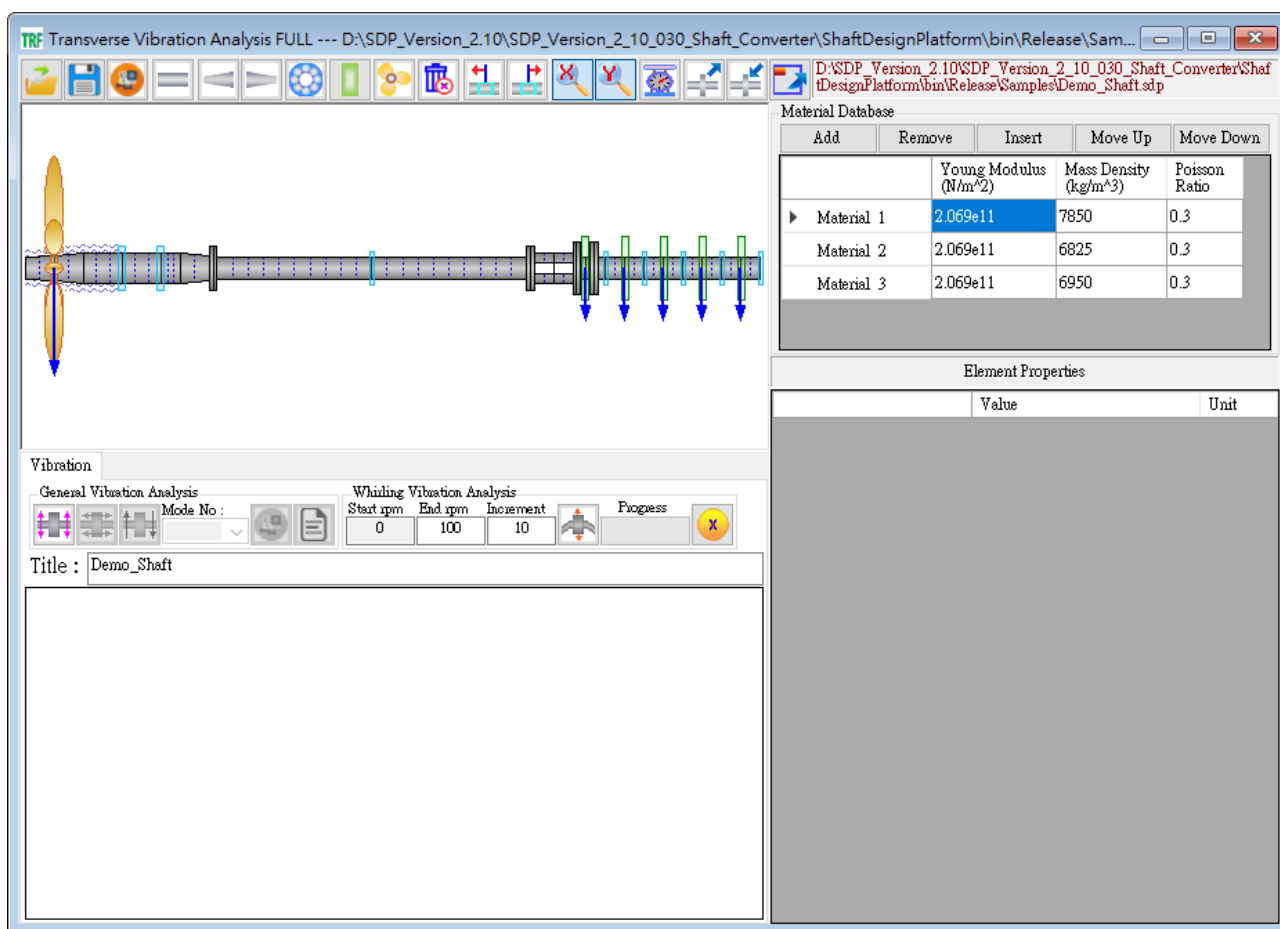 TRF Transverse Vibration Analysis FULL --- D:\SDP_Version_2.10\SDP_Version_2_10_030_Shaft_Converter\ShaftDesignPlatform\bin\Release\Sam...
X Y
D:\SDP_Version_2.10\SDP_Version_2_10_030_Shaft_Converter\Shaf
tDesignPlatform\bin\Release\Samples\Demo_Shaft.sdp
Material Database
Add Remove Insert Move Up Move Down
Young Modulus (N/m^2) Mass Density (kg/m^3) Poisson Ratio
Material 1 2.069e11 7850 0.3
Material 2 2.069e11 6825 0.3
Material 3 2.069e11 6950 0.3
Element Properties
Value Unit
Vibration
General Vibration Analysis
Mode No :
Whirling Vibration Analysis
Start rpm End rpm Increment Progress
0 100 10 X
Title : Demo_Shaft